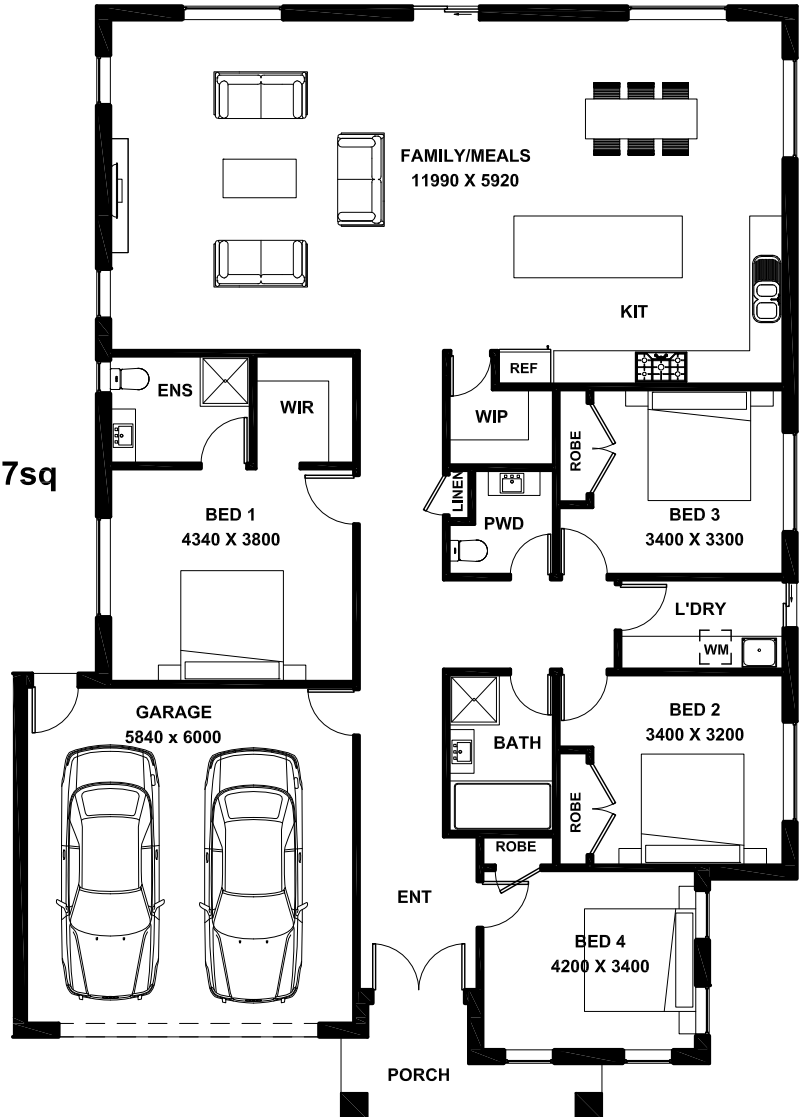 FAMILY/MEALS
11990 X 5920
KIT
REF
ENS
WIR
WIP
ROBE
7sq
LINEN
PWD
BED 1
4340 X 3800
BED 3
3400 X 3300
L'DRY
WM
GARAGE
5840 x 6000
BATH
BED 2
3400 X 3200
ROBE
ROBE
ENT
BED 4
4200 X 3400
PORCH